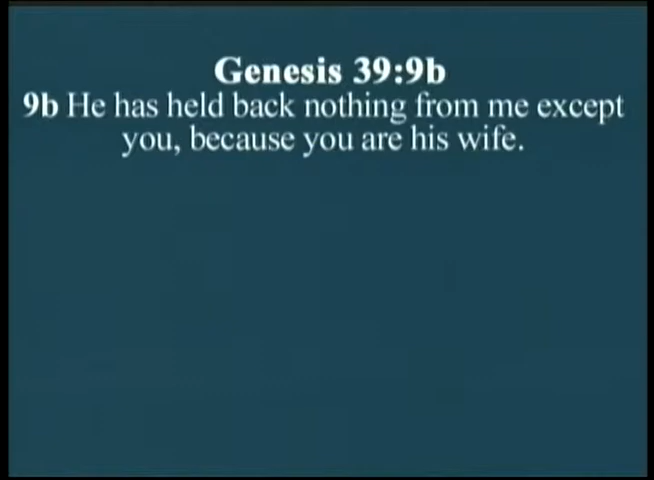 Genesis 39:9b
9b He has held back nothing from me except
you, because you are his wife.